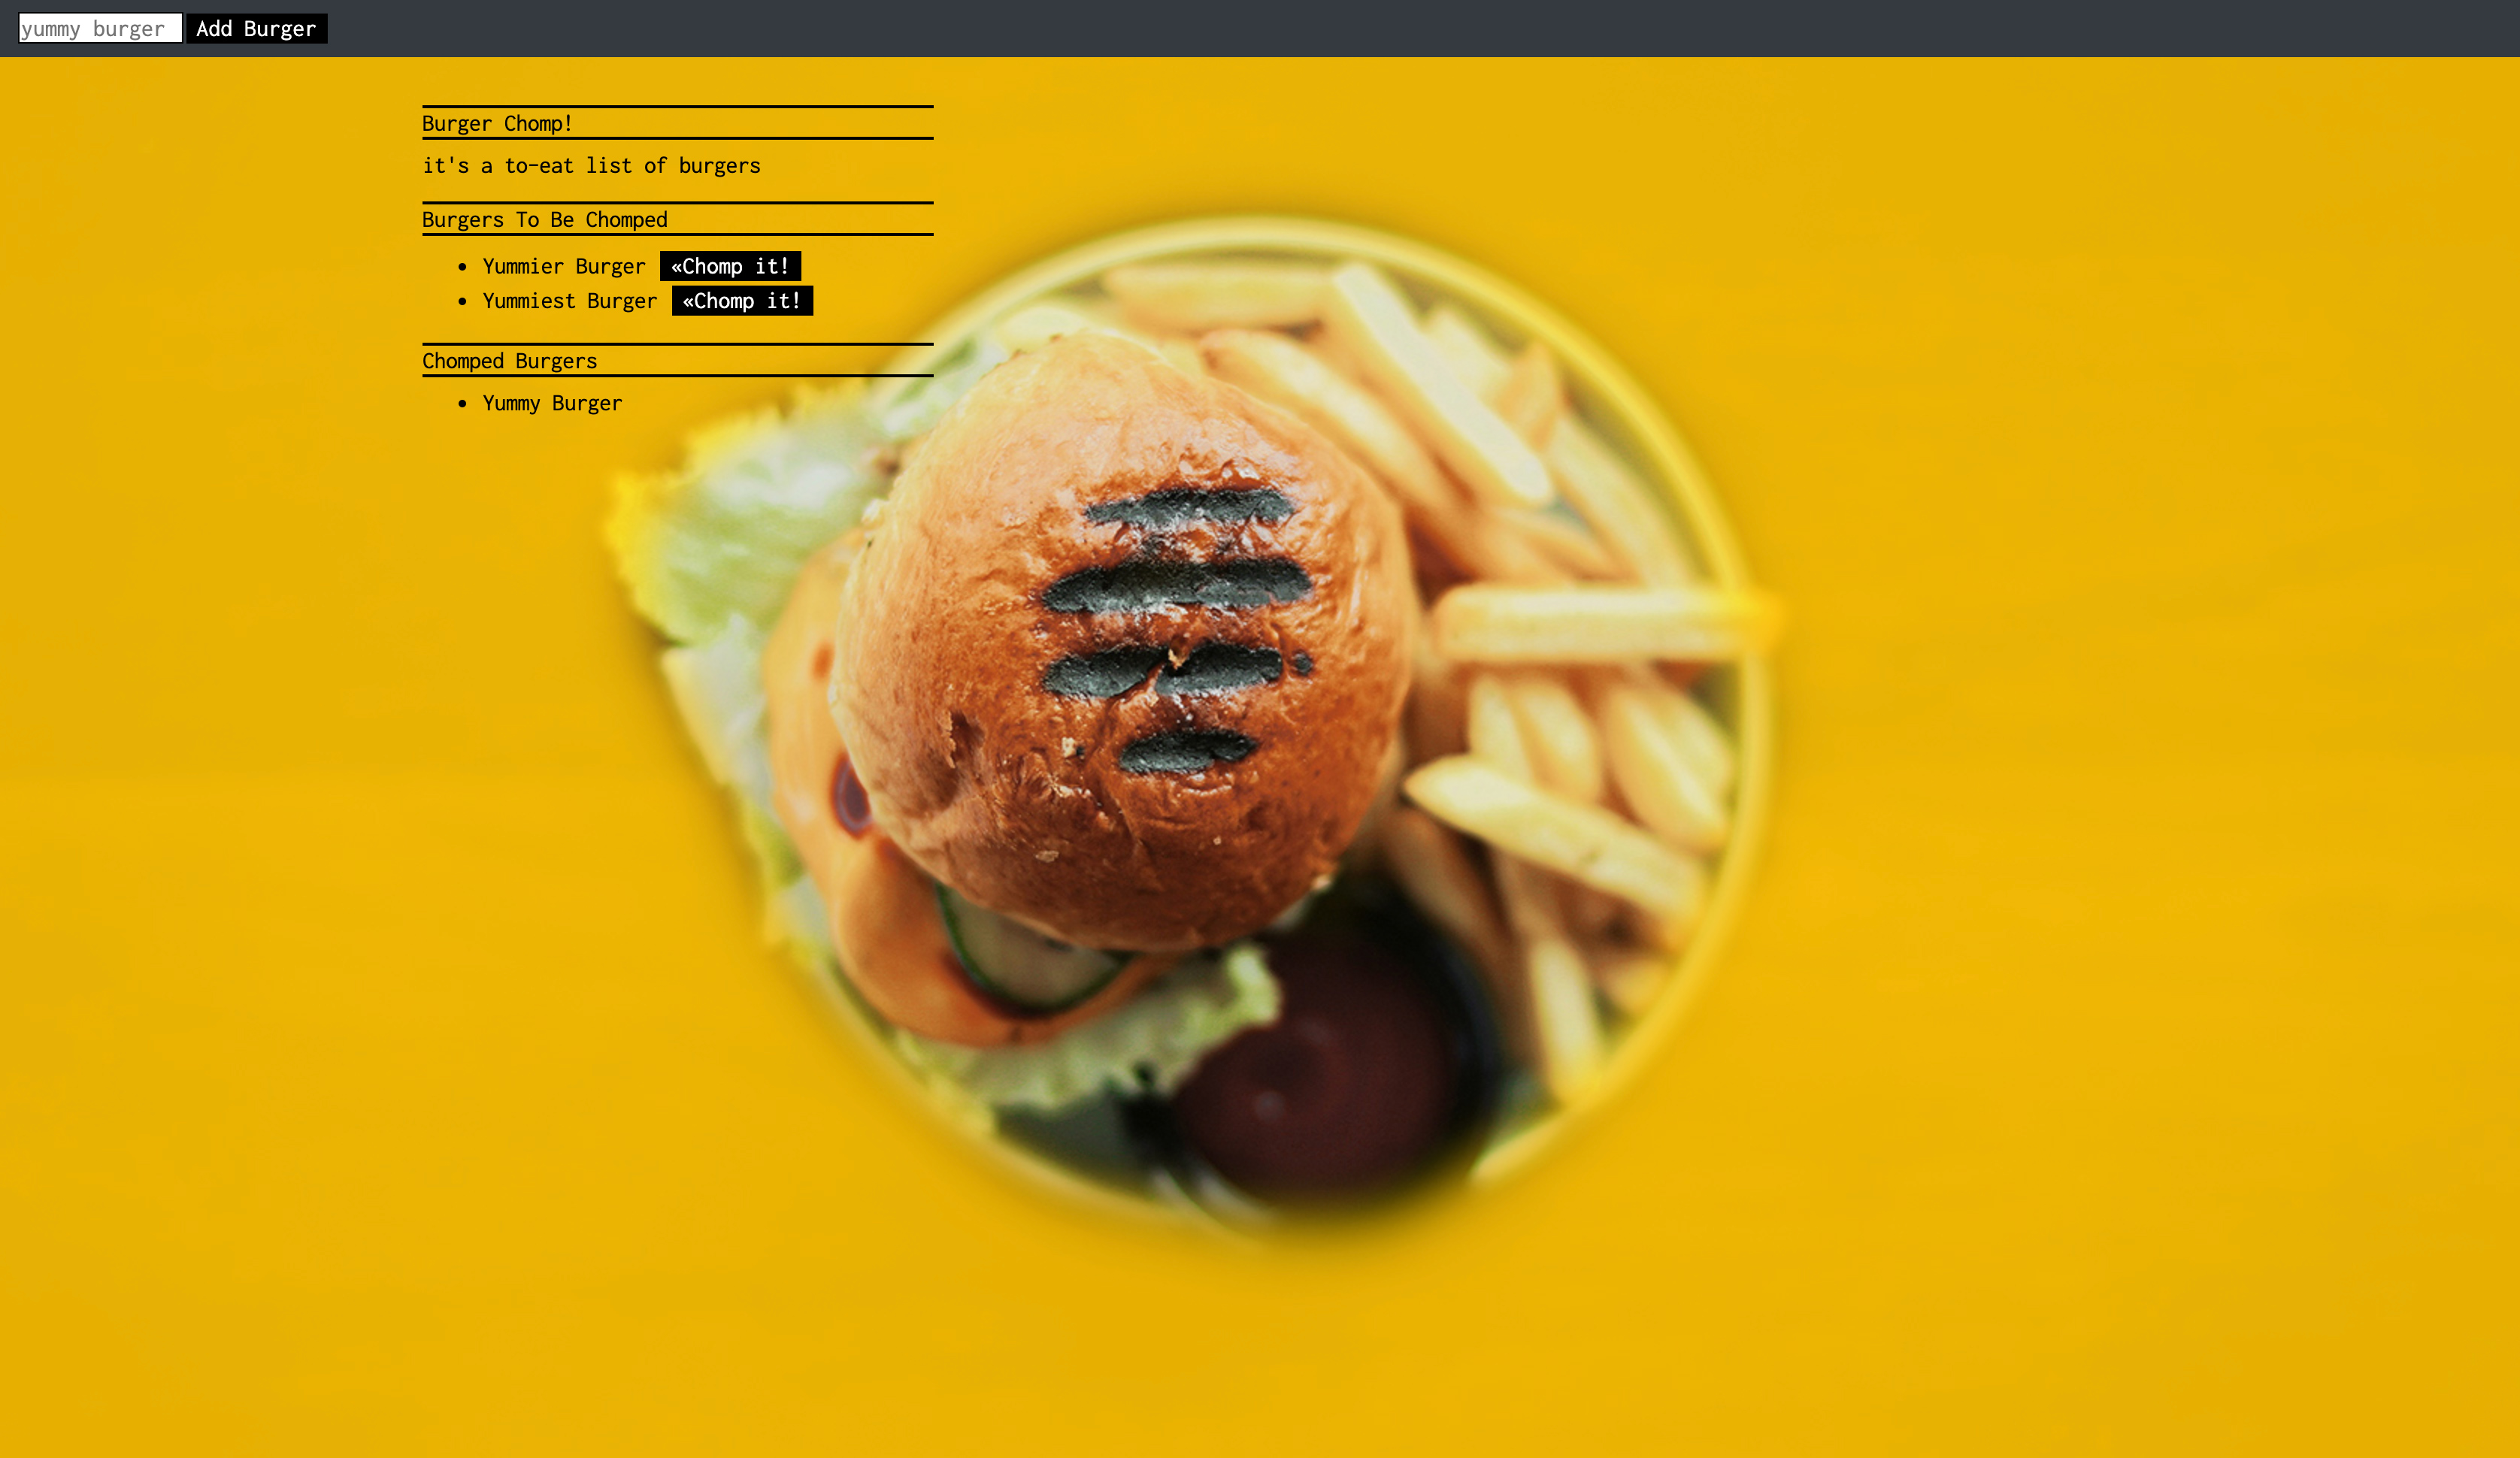 yummy burger Add Burger
Burger Chomp!
it's a to-eat list of burgers
Burgers To Be Chomped
• Yummier Burger «Chomp it!
• Yummiest Burger «Chomp it!
Chomped Burgers
• Yummy Burger